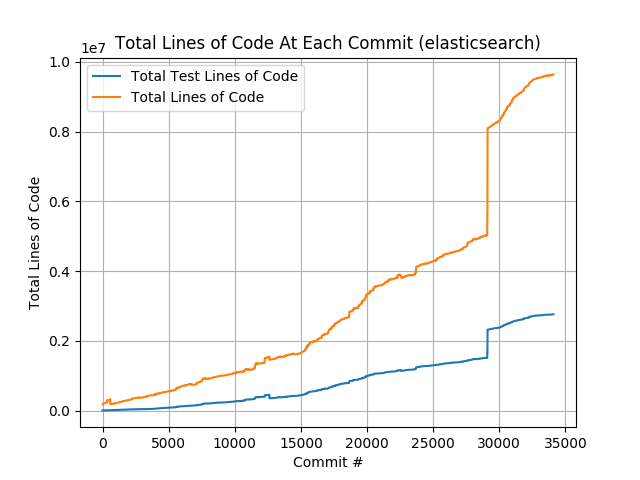 Total Lines of Code At Each Commit (elasticsearch)
1e7
Total Test Lines of Code
Total Lines of Code
1.0
0.8
0.6
0.4
0.2
0.0
Total Lines of Code
0 5000 10000 15000 20000 25000 30000 35000
Commit #